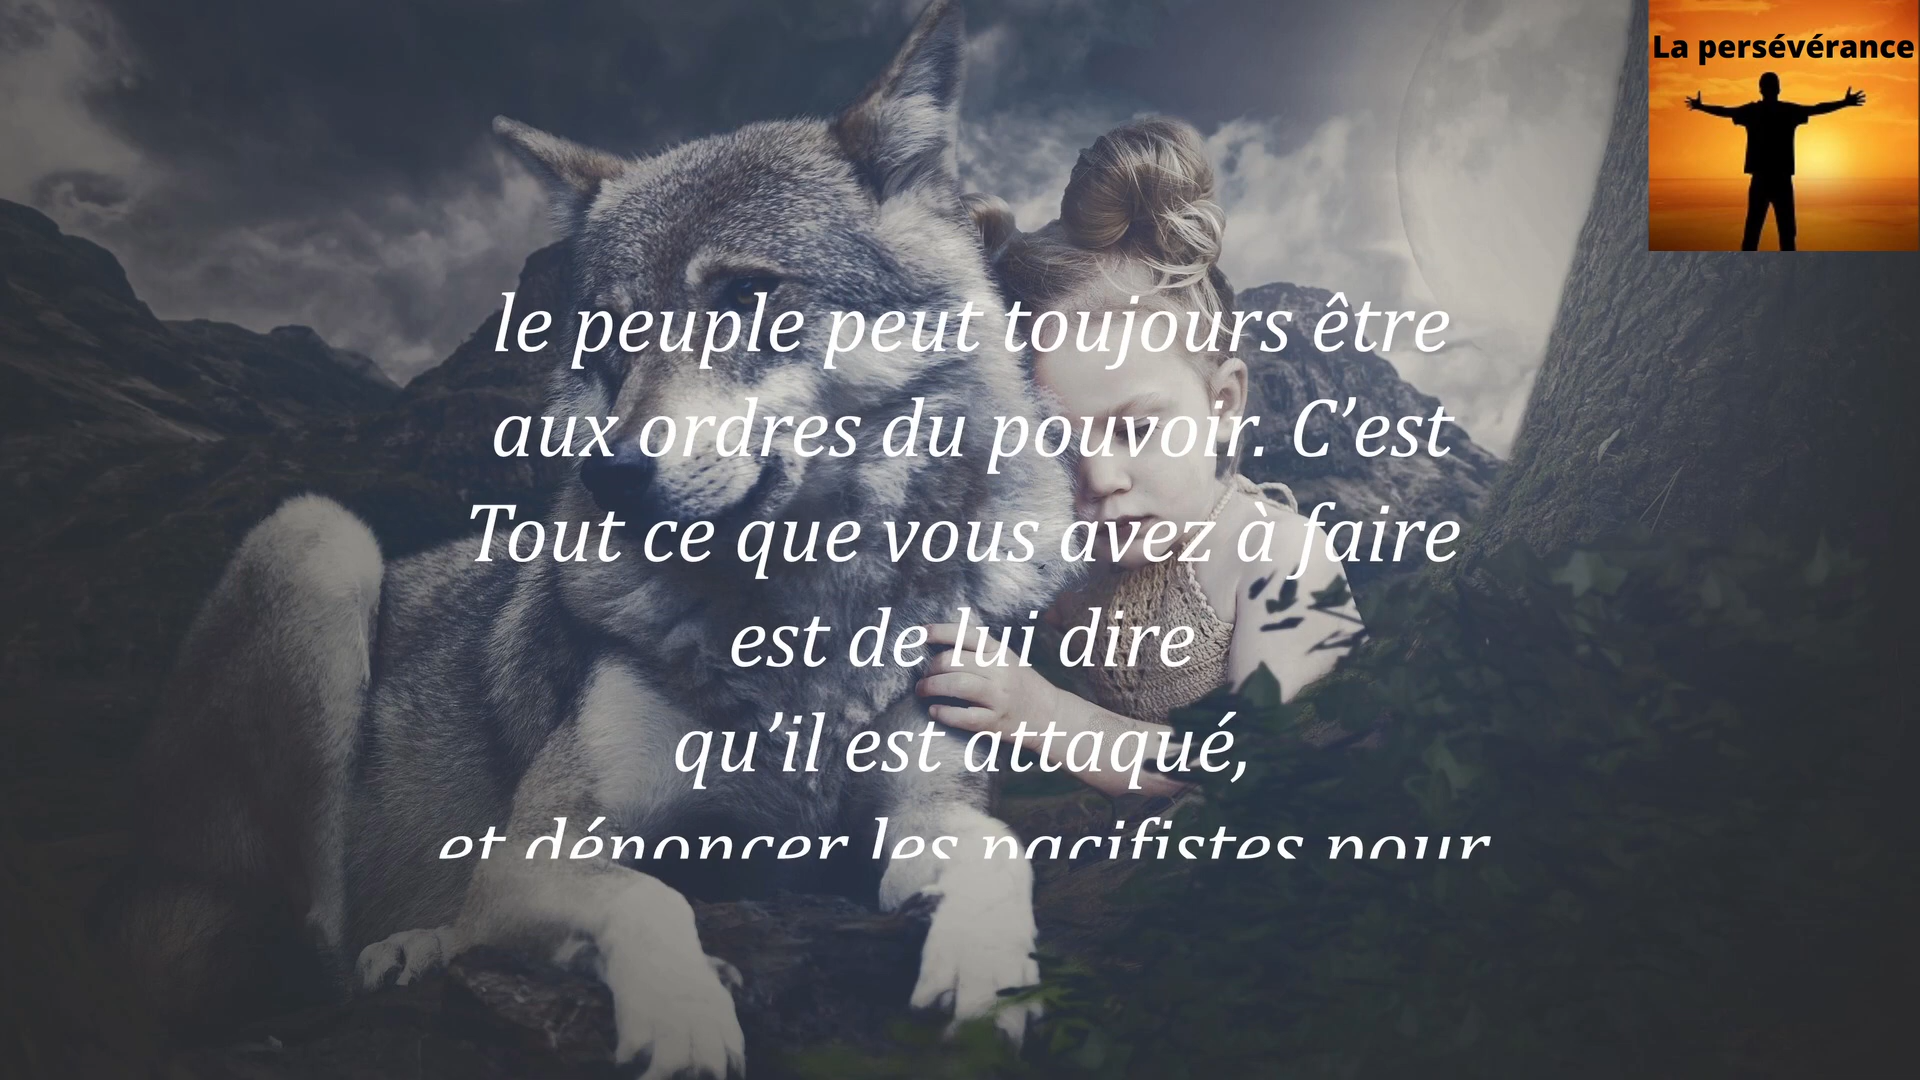 La persévérance
le peuple peut toujours être
aux ordres du pouvoir. C’est
Tout ce que vous avez à faire
est de lui dire
qu’il est attaqué,
et dénoncer les pacifistes pour